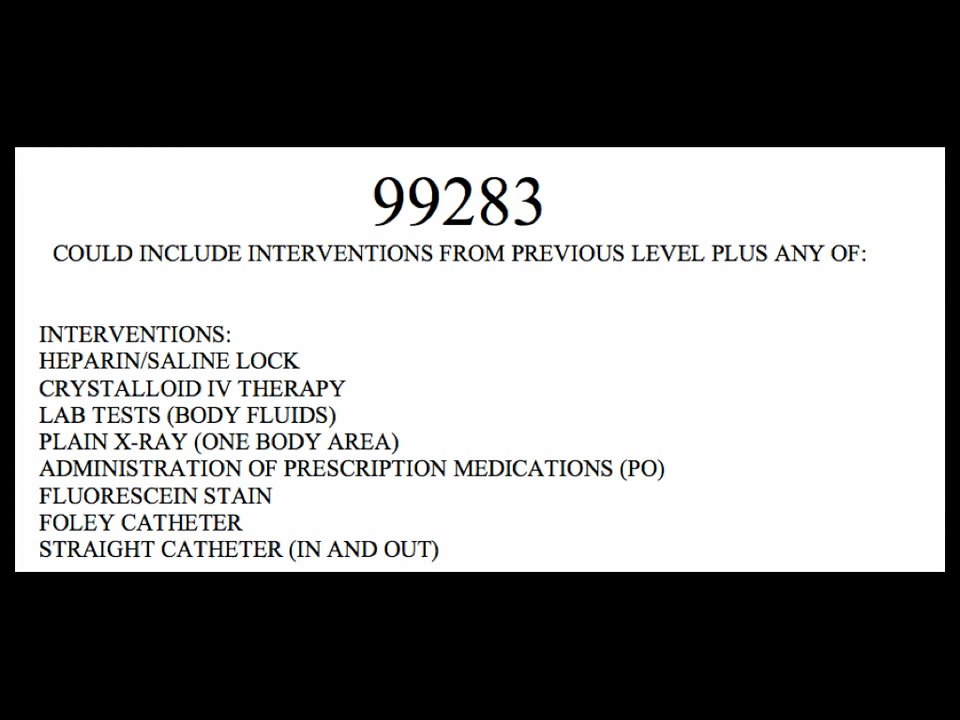 99283
COULD INCLUDE INTERVENTIONS FROM PREVIOUS LEVEL PLUS ANY OF:
INTERVENTIONS:
HEPARIN/SALINE LOCK
CRYSTALLOID IV THERAPY
LAB TESTS (BODY FLUIDS)
PLAIN X-RAY (ONE BODY AREA)
ADMINISTRATION OF PRESCRIPTION MEDICATIONS (PO)
FLUORESCEIN STAIN
FOLEY CATHETER
STRAIGHT CATHETER (IN AND OUT)